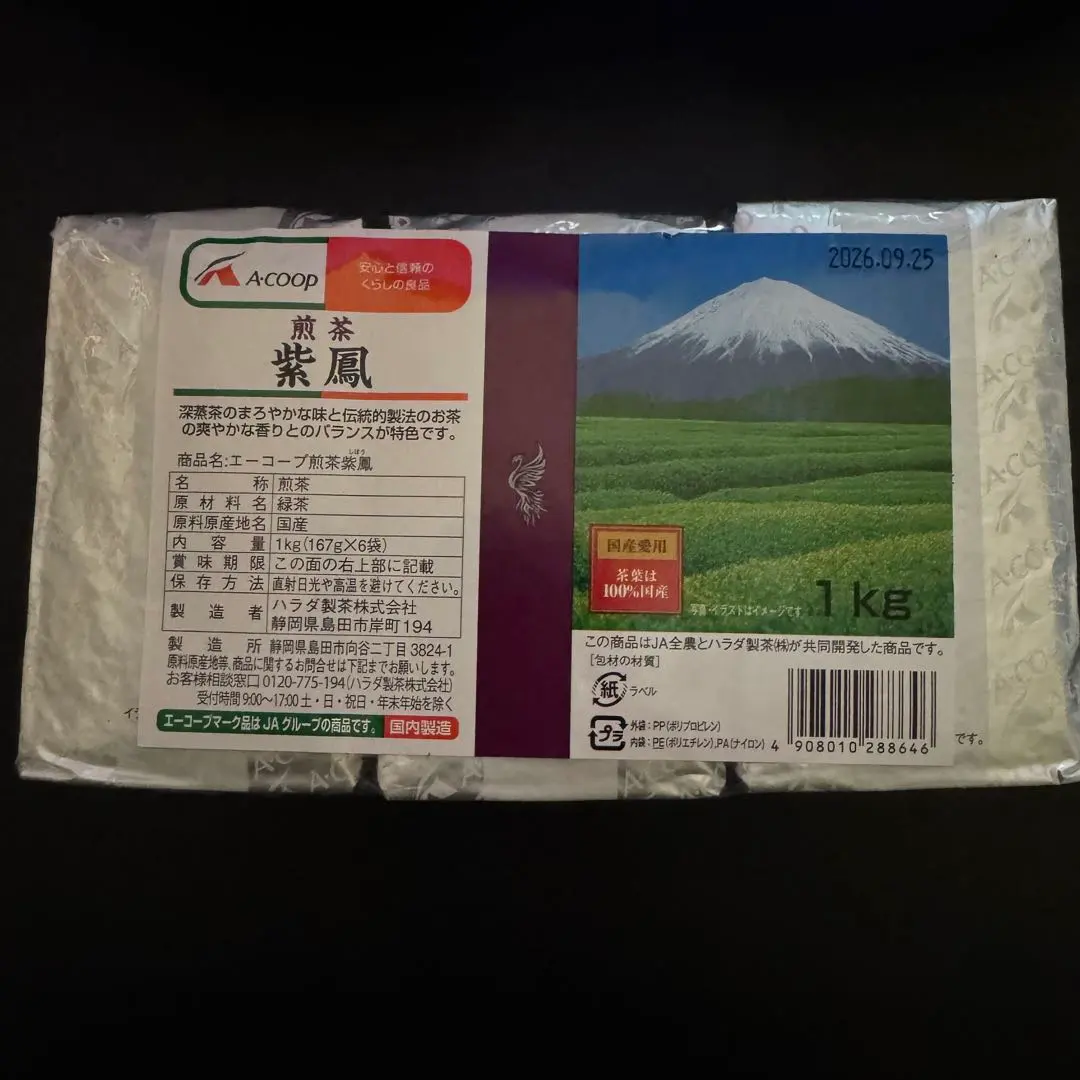 A·COOP
安心と信頼の
くらしの良品
煎茶
紫鳳
深蒸茶のまろやかな味と伝統的製法のお茶
の爽やかな香りとのバランスが特色です。
商品名:エーコープ煎茶紫鳳
しほう
名称 煎茶
原材料名 緑茶
原料原産地名 国産
内容量 1kg(167g×6袋)
賞味期限 この面の右上部に記載
保存方法 直射日光や高温を避けてください。
製造者 ハラダ製茶株式会社
静岡県島田市岸町194
製造所 静岡県島田市向谷二丁目3824-1
原料原産地等、商品に関するお問合せは下記までお願いします。
お客様相談窓口 0120-775-194(ハラダ製茶株式会社)
受付時間 9:00〜17:00 土・日・祝日・年末年始を除く
エーコープマーク品はJAグループの商品です。 国内製造
2026.09.25
国産愛用
茶葉は
100%国産
写真・イラストはイメージです
1kg
この商品はJA全農とハラダ製茶㈱が共同開発した商品です。
[包材の材質]
紙 ラベル
プラ 外袋:PP(ポリプロピレン)
内袋:PE(ポリエチレン),PA(ナイロン)
4 908010 288646
です。
A·COOP
A·COOP
A·COOP